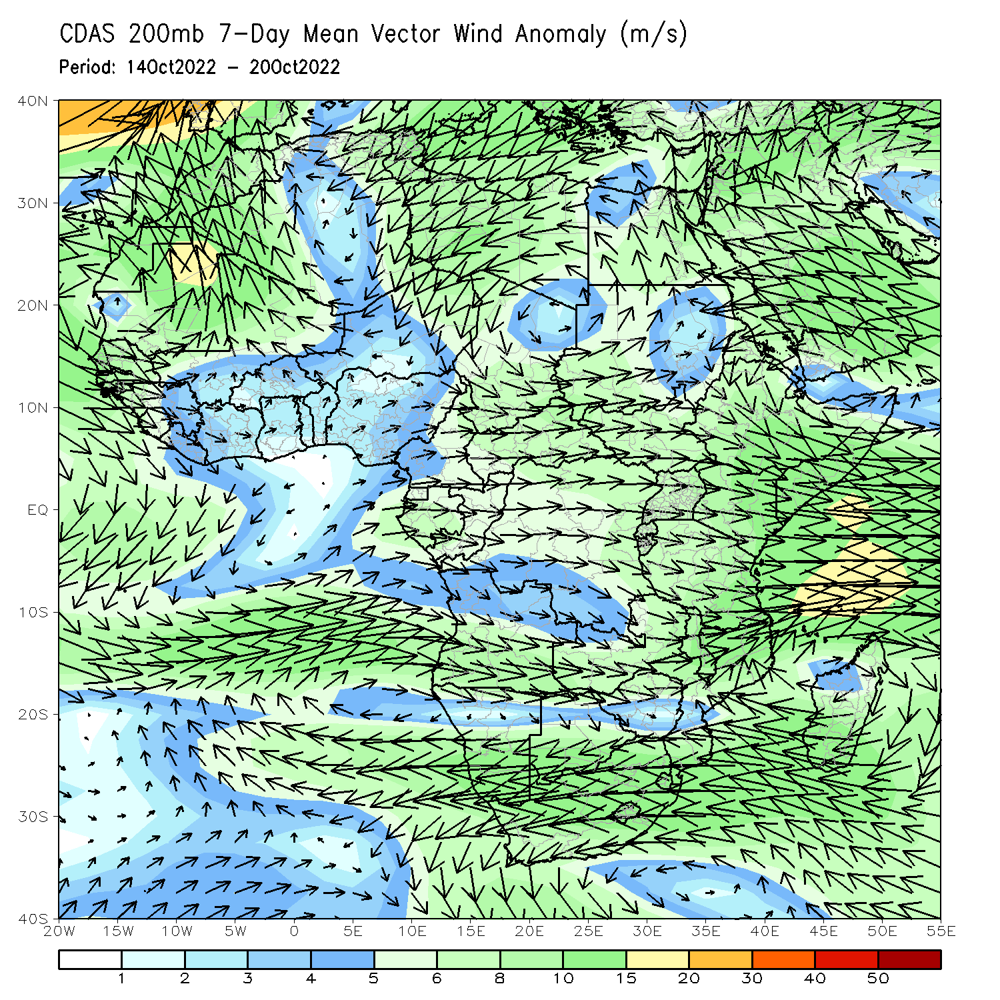 CDAS 200mb 7-Day Mean Vector Wind Anomaly (m/s)
Period: 14Oct2022 - 20Oct2022
40N
30N
20N
10N
EQ
10S
20S
30S
40S
20W 15W 10W 5W 0 5E 10E 15E 20E 25E 30E 35E 40E 45E 50E 55E
1 2 3 4 5 6 8 10 15 20 30 40 50